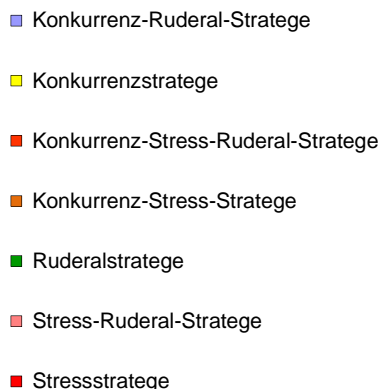 Konkurrenz-Ruderal-Stratege
Konkurrenzstratege
Konkurrenz-Stress-Ruderal-Stratege
Konkurrenz-Stress-Stratege
Ruderalstratege
Stress-Ruderal-Stratege
Stressstratege